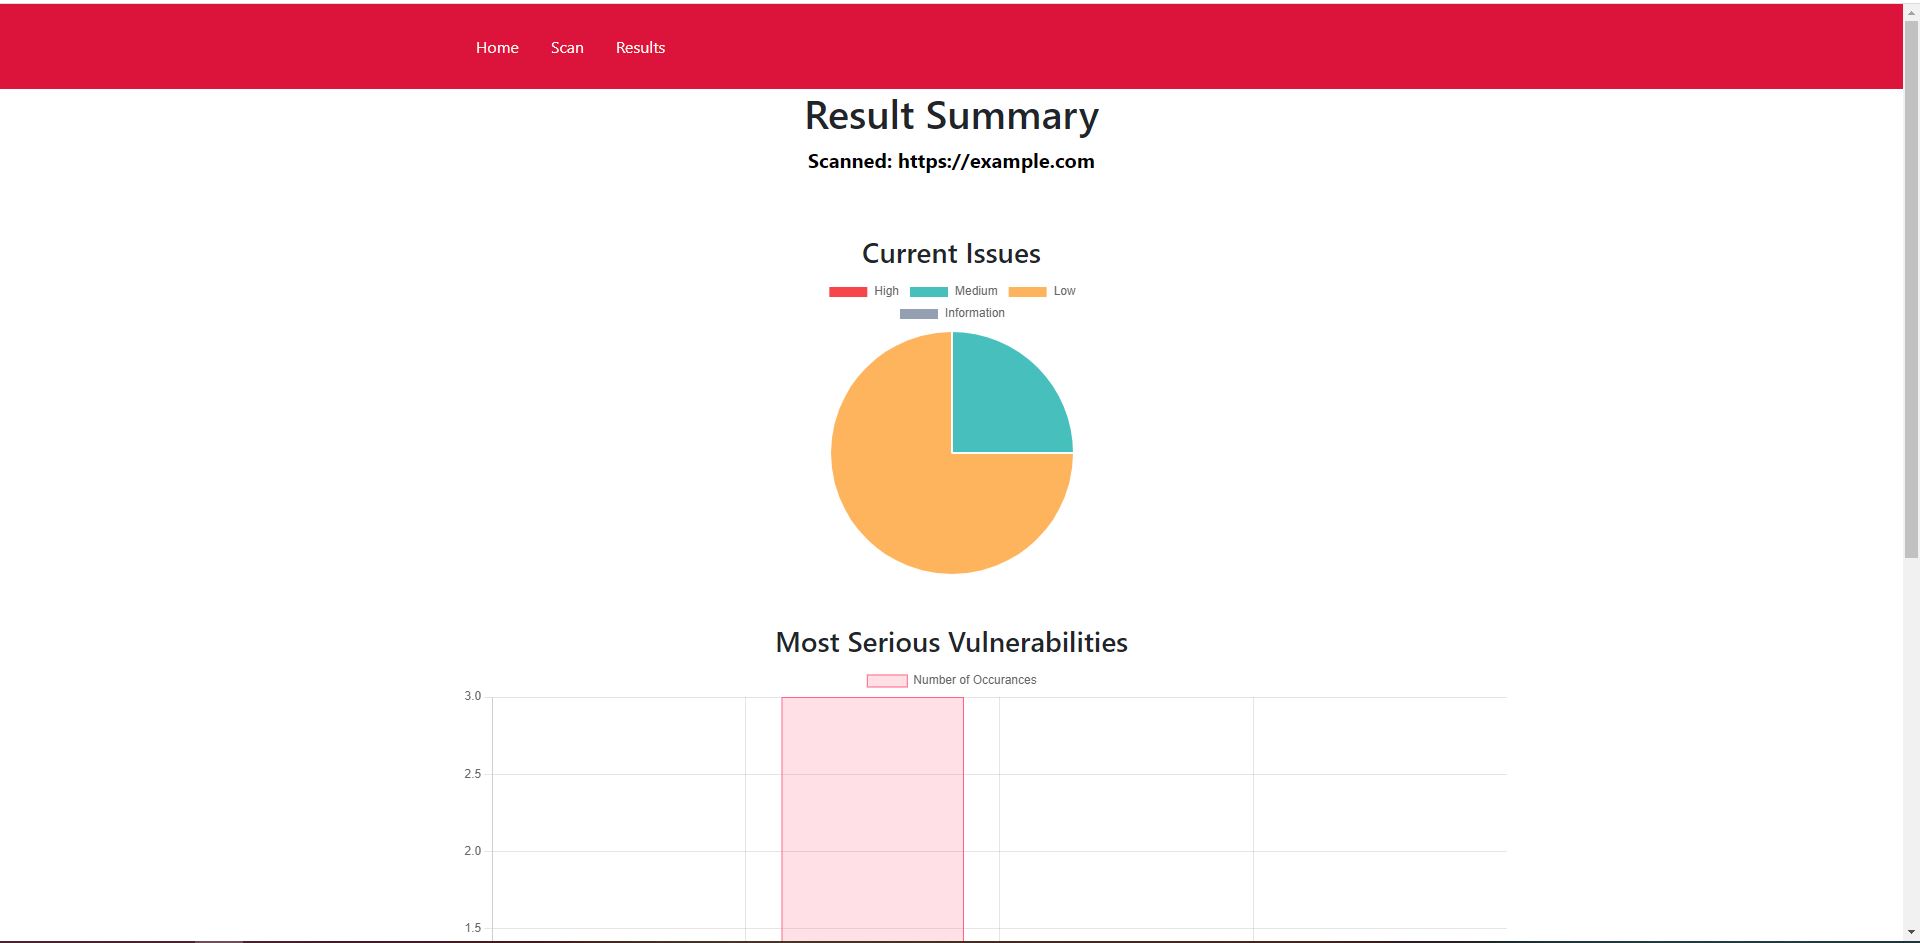 Home Scan Results
Result Summary
Scanned: https://example.com
Current Issues
High Medium Low
Information
Most Serious Vulnerabilities
Number of Occurances
3.0
2.5
2.0
1.5